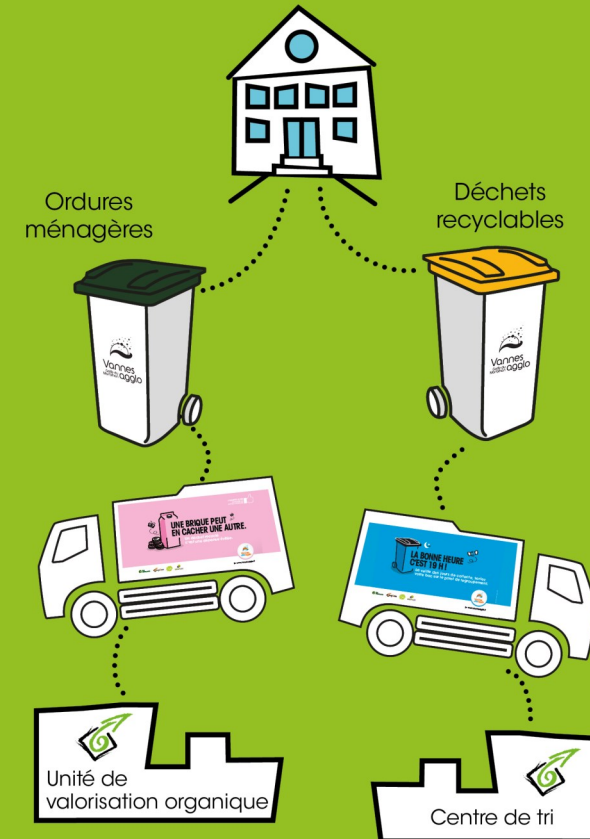 Ordures
ménagères
Déchets
recyclables
Vannes
agglo
Vannes
agglo
UNE BRIQUE PEUT
EN CACHER UNE AUTRE.
LA BONNE HEURE
C'EST 19 H !
Unité de
valorisation organique
Centre de tri